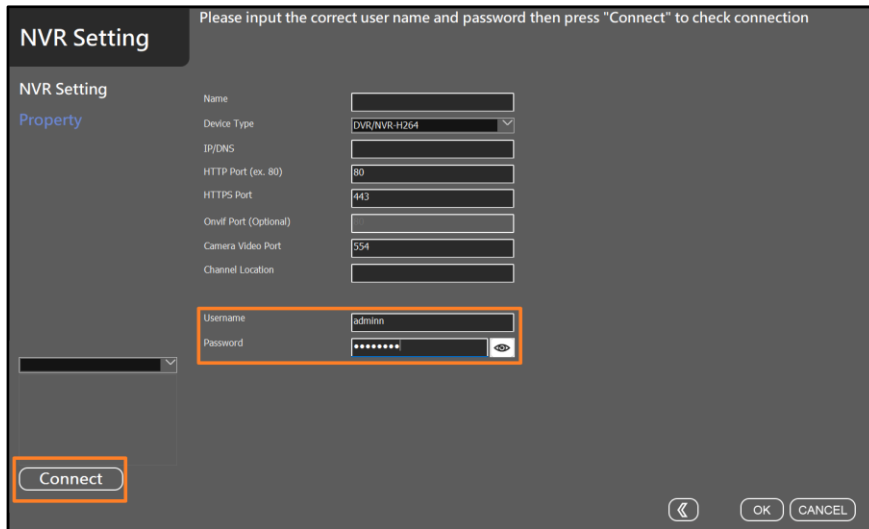 Please input the correct user name and password then press "Connect" to check connection
NVR Setting
NVR Setting
Property
Name
Device Type DVR/NVR-H264
IP/DNS
HTTP Port (ex. 80) 80
HTTPS Port 443
Onvif Port (Optional)
Camera Video Port 554
Channel Location
Username adminn
Password ••••••••
Connect
OK CANCEL